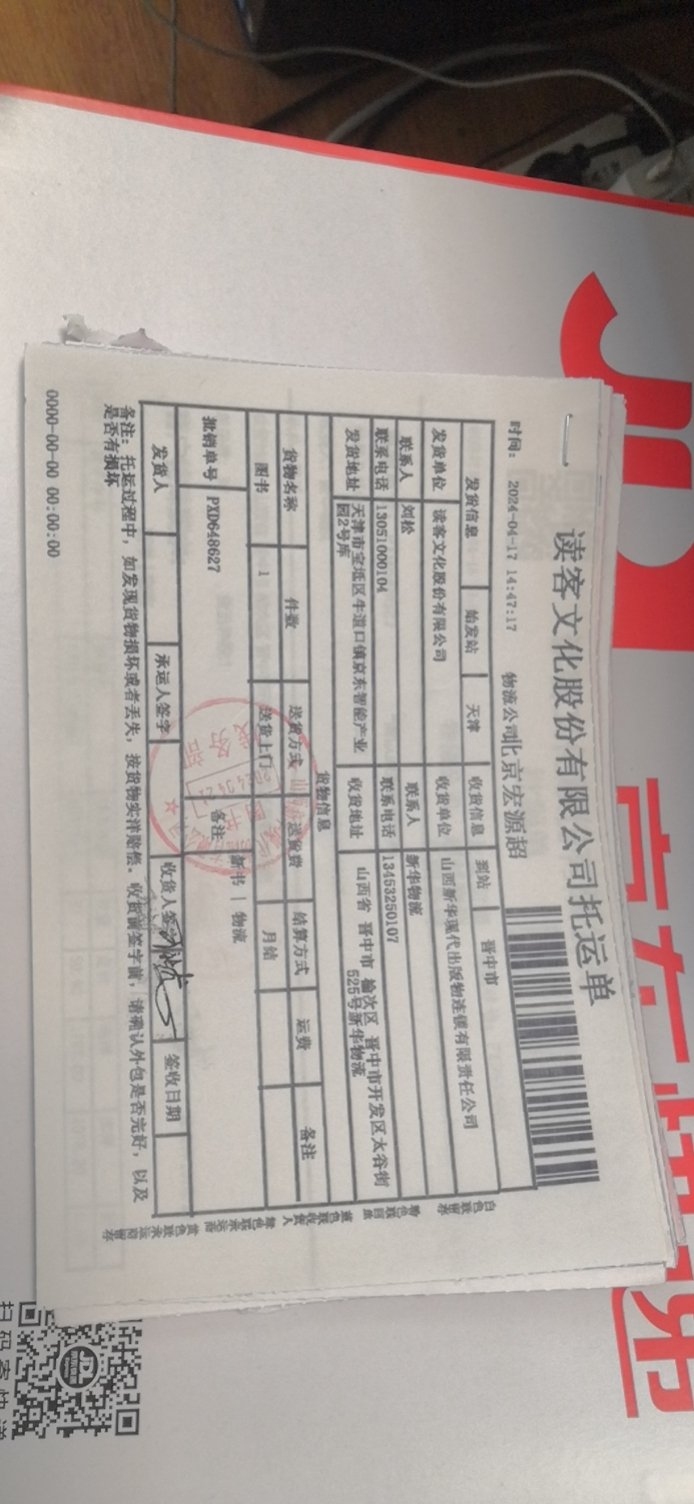 读客文化股份有限公司托运单
时间: 2024-04-17 14:47:17 物流公司 北京宏源超
发货信息 始发站 天津 收货信息 到站 晋中市
发货单位 读客文化股份有限公司 收货单位 山西新华现代出版物连锁有限责任公司
联系人 刘松 联系人 新华物流
联系电话 13051000104 联系电话 13453250107
发货地址 天津市宝坻区牛道口镇京东智能产业园2号库 收货地址 山西省 晋中市 榆次区 晋中市开发区太谷街525号新华物流
货物信息
货物名称 件数 送货方式 送货费 结算方式 运费 备注
图书 1 送货上门 月结
批销单号 PXD648627 备注 新书 | 物流
发货人 承运人签字 收货人签字 签收日期
备注: 托运过程中, 如发现货物损坏或者丢失, 按货物实洋赔偿。收货前签字前, 请确认外包是否完好, 以及
是否有损坏
0000-00-00 00:00:00
JD